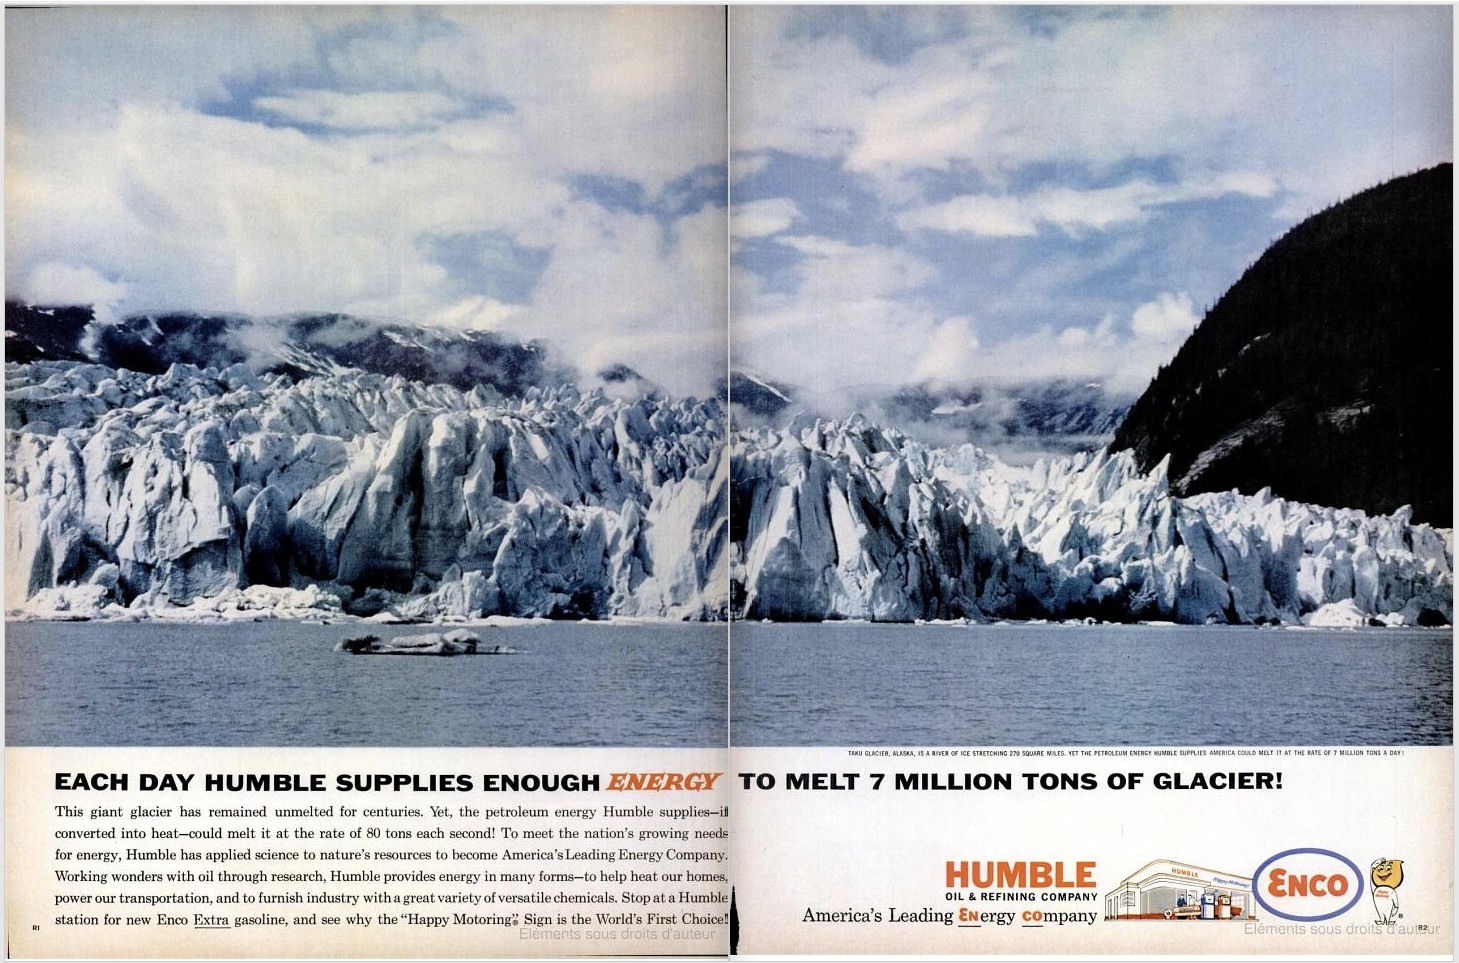 TAKU GLACIER, ALASKA, IS A RIVER OF ICE STRETCHING 270 SQUARE MILES. YET THE PETROLEUM ENERGY HUMBLE SUPPLIES AMERICA COULD MELT IT AT THE RATE OF 7 MILLION TONS A DAY!
EACH DAY HUMBLE SUPPLIES ENOUGH ENERGY TO MELT 7 MILLION TONS OF GLACIER!
This giant glacier has remained unmelted for centuries. Yet, the petroleum energy Humble supplies—if
converted into heat—could melt it at the rate of 80 tons each second! To meet the nation's growing needs
for energy, Humble has applied science to nature's resources to become America's Leading Energy Company.
Working wonders with oil through research, Humble provides energy in many forms—to help heat our homes,
power our transportation, and to furnish industry with a great variety of versatile chemicals. Stop at a Humble
station for new Enco Extra gasoline, and see why the "Happy Motoring"® Sign is the World's First Choice!
R1
Eléments sous droits d'auteur
HUMBLE
OIL & REFINING COMPANY
America's Leading ENergy COmpany
HUMBLE
Happy Motoring!
ENCO
®
R2
Eléments sous droits d'auteur